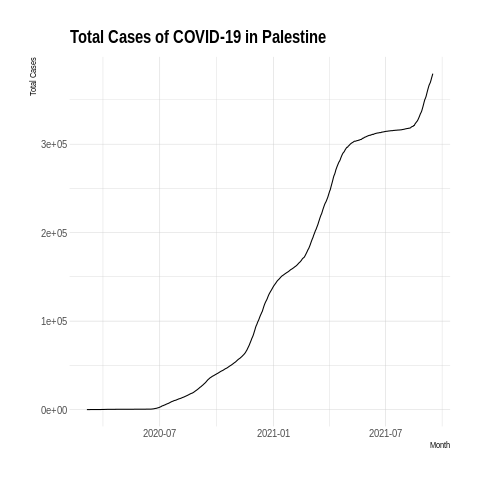 Total Cases of COVID-19 in Palestine
Total Cases
3e+05
2e+05
1e+05
0e+00
2020-07 2021-01 2021-07
Month